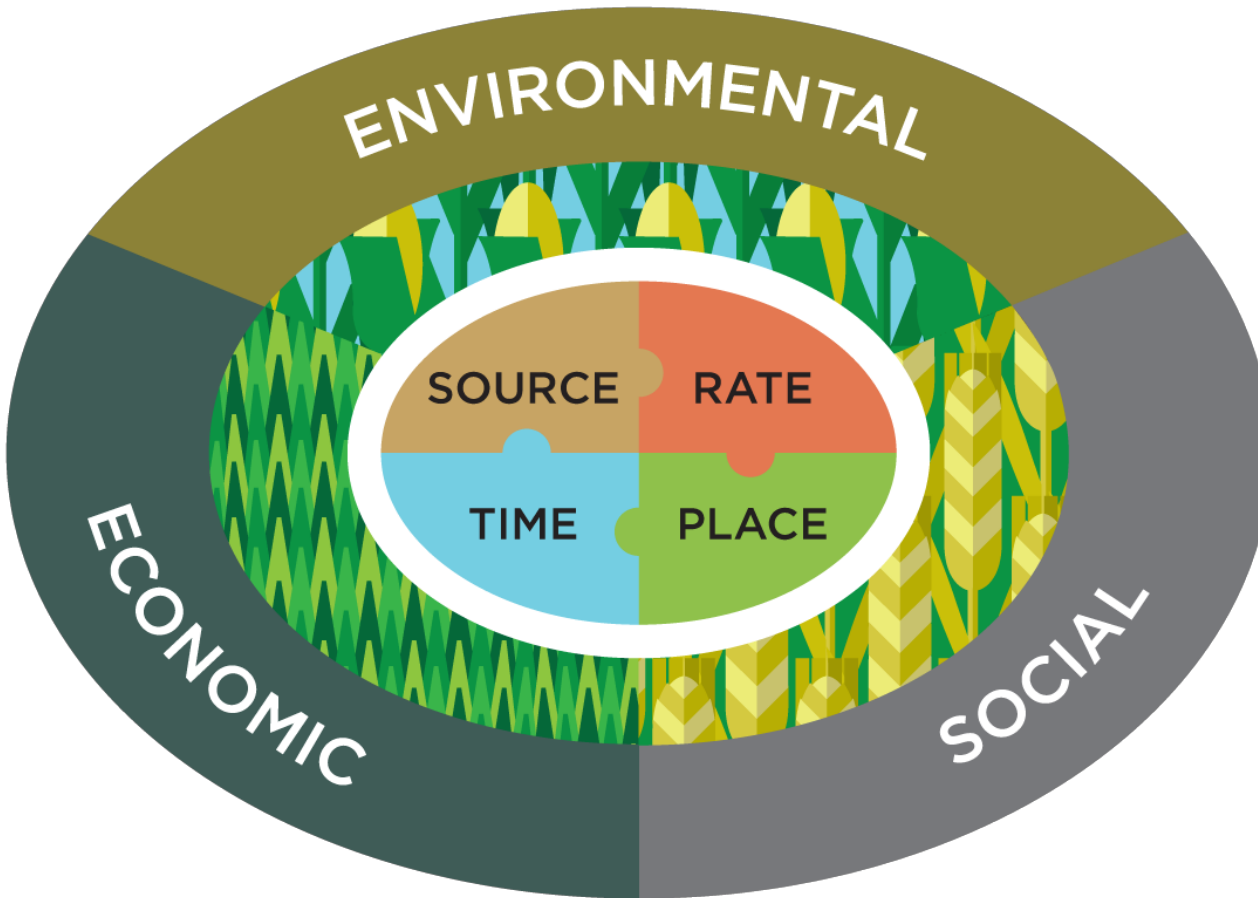 ENVIRONMENTAL
SOURCE
RATE
TIME
PLACE
ECONOMIC
SOCIAL